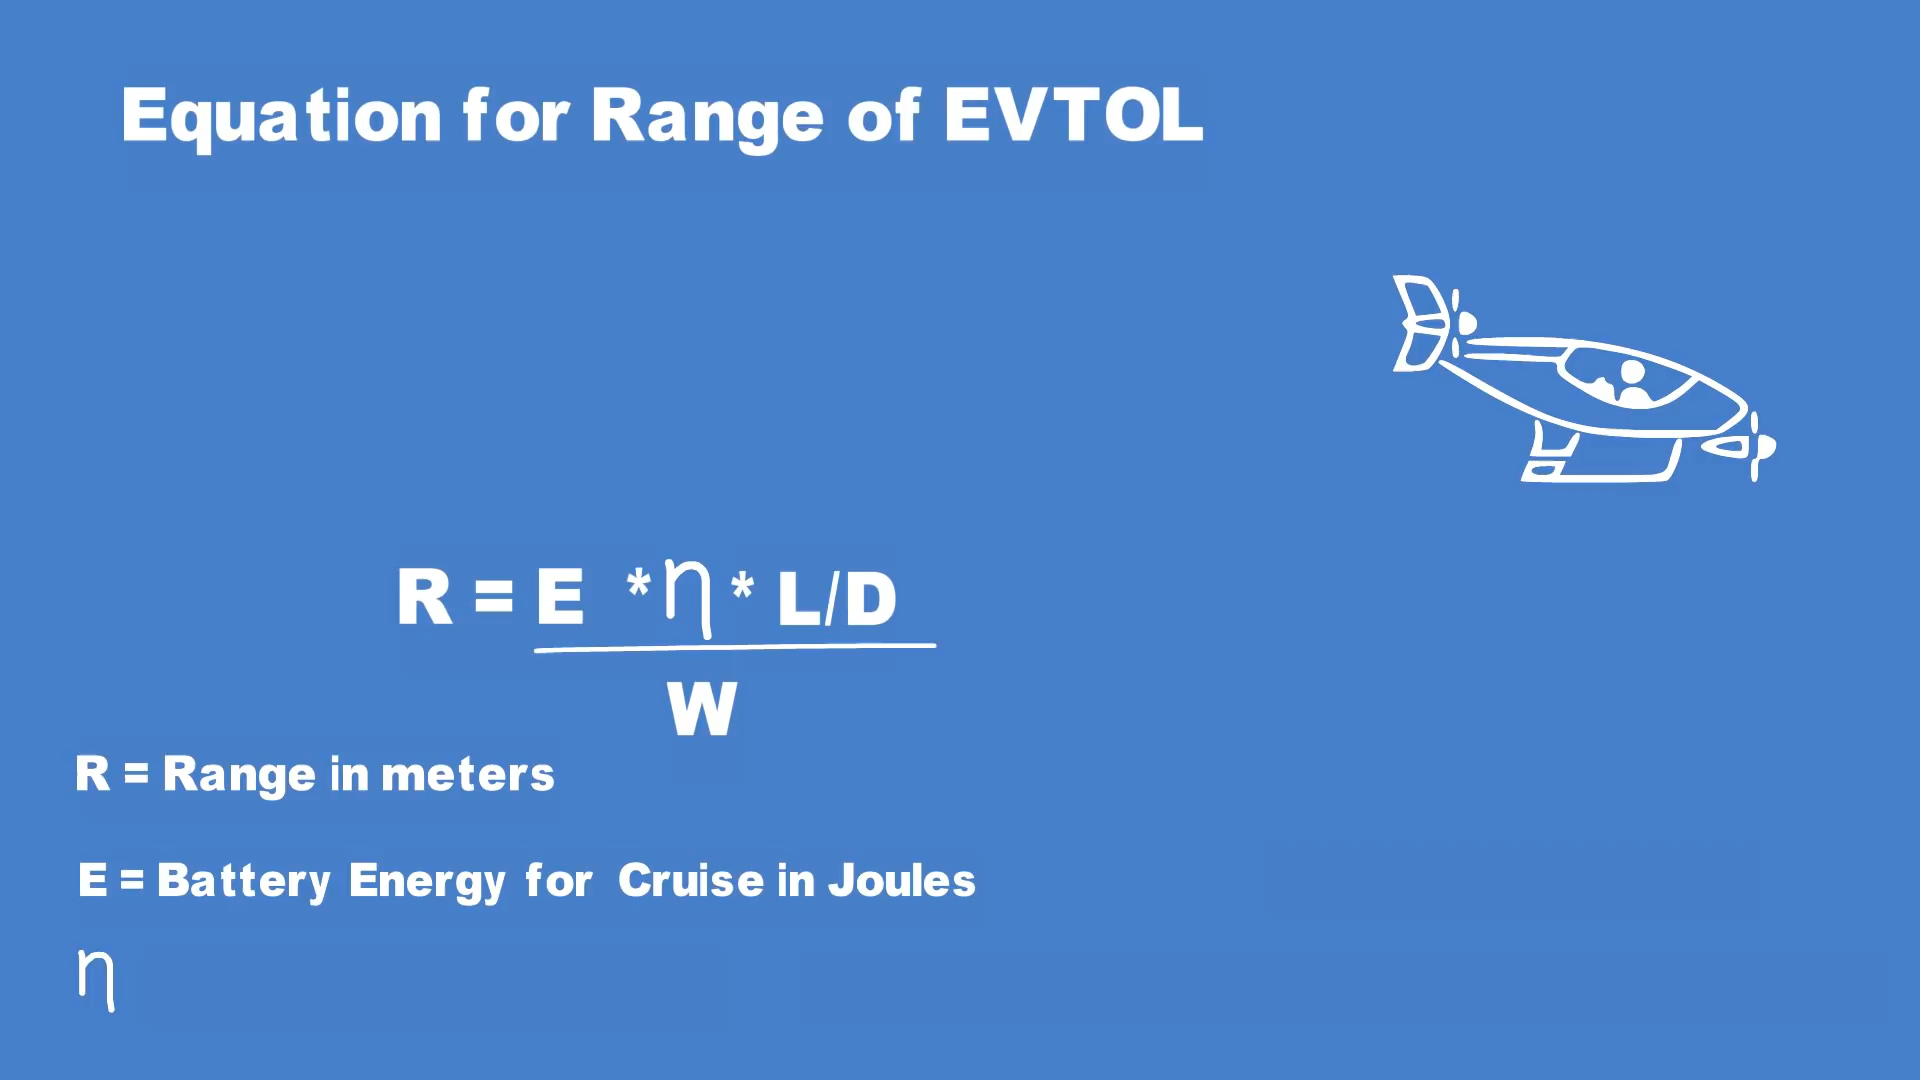 Equation for Range of EVTOL
R = E * η * L/D
W
R = Range in meters
E = Battery Energy for Cruise in Joules
η